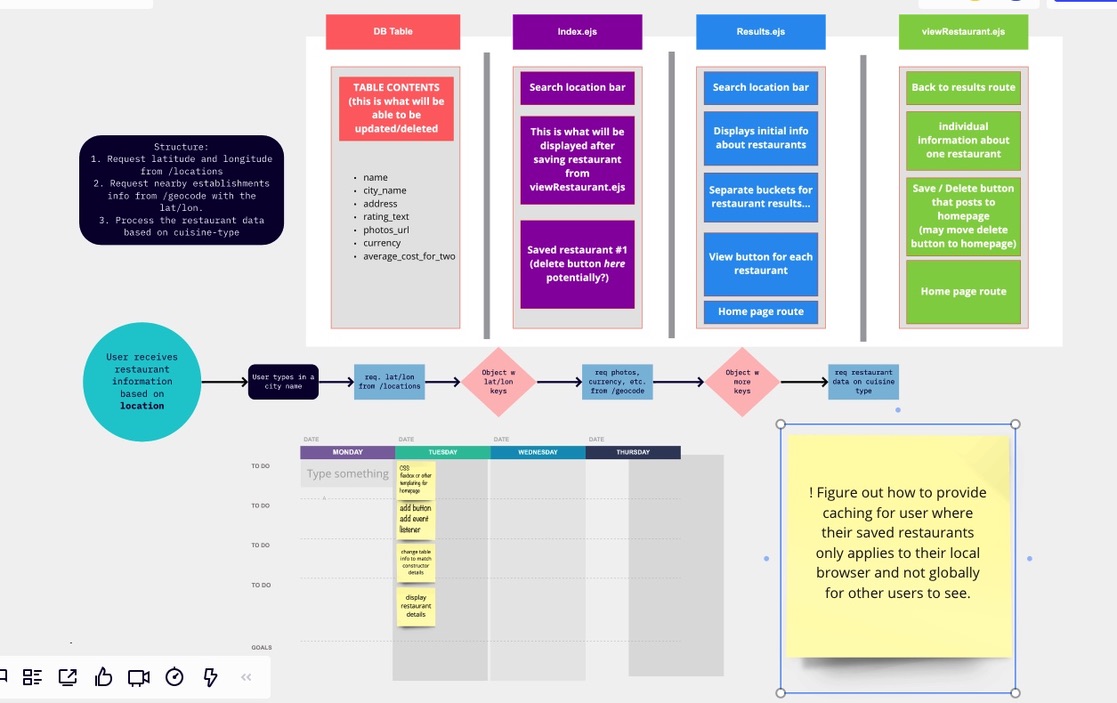 DB Table
Index.ejs
Results.ejs
viewRestaurant.ejs
TABLE CONTENTS
(this is what will be
able to be
updated/deleted
name
city_name
address
rating_text
photos_url
currency
average_cost_for_two
Search location bar
This is what will be
displayed after
saving restaurant
from
viewRestaurant.ejs
Saved restaurant #1
(delete button here
potentially?)
Search location bar
Displays initial info
about restaurants
Separate buckets for
restaurant results...
View button for each
restaurant
Home page route
Back to results route
individual
information about
one restaurant
Save / Delete button
that posts to
homepage
(may move delete
button to homepage)
Home page route
Structure:
1. Request latitude and longitude
from /locations
2. Request nearby establishments
info from /geocode with the
lat/lon.
3. Process the restaurant data
based on cuisine-type
User receives
restaurant
information
based on
location
User types in a
city name
req. lat/lon
from /locations
Object w
lat/lon
keys
req photos,
currency, etc.
from /geocode
Object w
more
keys
req restaurant
data on cuisine
type
DATE
DATE
DATE
DATE
MONDAY
TUESDAY
WEDNESDAY
THURSDAY
TO DO
Type something
CSS
flexbox or other
templating for
homepage
TO DO
add button
add event
listener
TO DO
change table
info to match
constructor
details
TO DO
display
restaurant
details
GOALS
! Figure out how to provide
caching for user where
their saved restaurants
only applies to their local
browser and not globally
for other users to see.